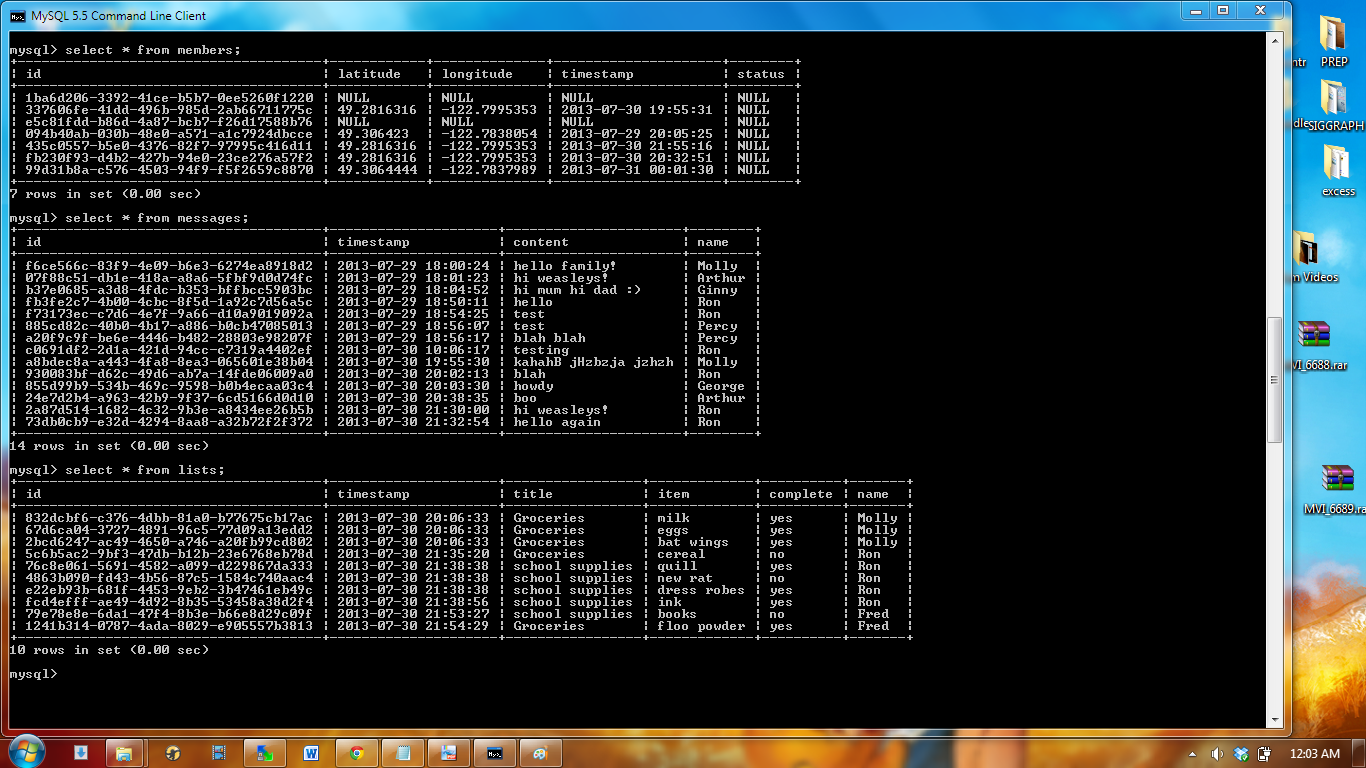 MySQL 5.5 Command Line Client
mysql> select * from members;
| id | latitude | longitude | timestamp | status |
| 1ba6d206-3392-41ce-b5b7-0ee5260f1220 | NULL | NULL | NULL | NULL |
| 337606fe-41dd-496b-985d-2ab66711775c | 49.2816316 | -122.7995353 | 2013-07-30 19:55:31 | NULL |
| e5c81fdd-b86d-4a87-bcb7-f26d17588b76 | NULL | NULL | NULL | NULL |
| 094b40ab-030b-48e0-a571-a1c7924dbcce | 49.306423 | -122.7838054 | 2013-07-29 20:05:25 | NULL |
| 435c0557-b5e0-4376-82f7-97995c416d11 | 49.2816316 | -122.7995353 | 2013-07-30 21:55:16 | NULL |
| fb230f93-d4b2-427b-94e0-23ce276a57f2 | 49.2816316 | -122.7995353 | 2013-07-30 20:32:51 | NULL |
| 99d31b8a-c576-4503-94f9-f5f2659c8870 | 49.3064444 | -122.7837989 | 2013-07-31 00:01:30 | NULL |
7 rows in set (0.00 sec)
mysql> select * from messages;
| id | timestamp | content | name |
| f6ce566c-83f9-4e09-b6e3-6274ea8918d2 | 2013-07-29 18:00:24 | hello family! | Molly |
| 07f88c51-db1e-418a-a8a6-5fbf9d0d74fc | 2013-07-29 18:01:23 | hi weasleys! | Arthur |
| b37e0685-a3d8-4fdc-b353-bffbcc5903bc | 2013-07-29 18:04:52 | hi mum hi dad :) | Ginny |
| fb3fe2c7-4b00-4cbc-8f5d-1a92c7d56a5c | 2013-07-29 18:50:11 | hello | Ron |
| f73173ec-c7d6-4e7f-9a66-d10a9019092a | 2013-07-29 18:54:25 | test | Ron |
| 885cd82c-40b0-4b17-a886-b0cb47085013 | 2013-07-29 18:56:07 | test | Percy |
| a20f9c9f-be6e-4446-b482-28803e98207f | 2013-07-29 18:56:17 | blah blah | Percy |
| c0691df2-2d1a-421d-94cc-c7319a4402ef | 2013-07-30 10:06:17 | testing | Ron |
| a8bdec8a-a443-4fa8-8ea3-065601e38b04 | 2013-07-30 19:55:30 | kahahB jHzbzja jzhzh | Molly |
| 930083bf-d62c-49d6-ab7a-14fde06009a0 | 2013-07-30 20:02:13 | blah | Ron |
| 855d99b9-534b-469c-9598-b0b4ecaa03c4 | 2013-07-30 20:03:30 | howdy | George |
| 24e7d2b4-a963-42b9-9f37-6cd5166d0d10 | 2013-07-30 20:38:35 | boo | Arthur |
| 2a87d514-1682-4c32-9b3e-a8434ee26b5b | 2013-07-30 21:30:00 | hi weasleys! | Ron |
| 73db0cb9-e32d-4294-8aa8-a32b72f2f372 | 2013-07-30 21:32:54 | hello again | Ron |
14 rows in set (0.00 sec)
mysql> select * from lists;
| id | timestamp | title | item | complete | name |
| 832dcbf6-c376-4dbb-81a0-b77675cb17ac | 2013-07-30 20:06:33 | Groceries | milk | yes | Molly |
| 67d6ca04-3727-4891-96c5-77d09a13edd2 | 2013-07-30 20:06:33 | Groceries | eggs | yes | Molly |
| 2bcd6247-ac49-4650-a746-a20fb99cd802 | 2013-07-30 20:06:33 | Groceries | bat wings | yes | Molly |
| 5c6b5ac2-9bf3-47db-b12b-23e6768eb78d | 2013-07-30 21:35:20 | Groceries | cereal | no | Ron |
| 76c8e061-5691-4582-a099-d229867da333 | 2013-07-30 21:38:38 | school supplies | quill | yes | Ron |
| 4863b090-fd43-4b56-87c5-1584c740aac4 | 2013-07-30 21:38:38 | school supplies | new rat | no | Ron |
| e22eb93b-681f-4453-9eb2-3b47461eb49c | 2013-07-30 21:38:38 | school supplies | dress robes | yes | Ron |
| fcd4efff-ae49-4d92-8b35-53458a38d2f4 | 2013-07-30 21:38:56 | school supplies | ink | yes | Ron |
| 79e78e8e-6da1-47f4-8b3e-b66e8d29c09f | 2013-07-30 21:53:27 | school supplies | books | no | Fred |
| 1241b314-0787-4ada-8029-e905557b3813 | 2013-07-30 21:54:29 | Groceries | floo powder | yes | Fred |
10 rows in set (0.00 sec)
mysql>
ntr PREP
dle SIGGRAPH
excess
m Videos
MVI_6688.rar
MVI_6689.ra
12:03 AM